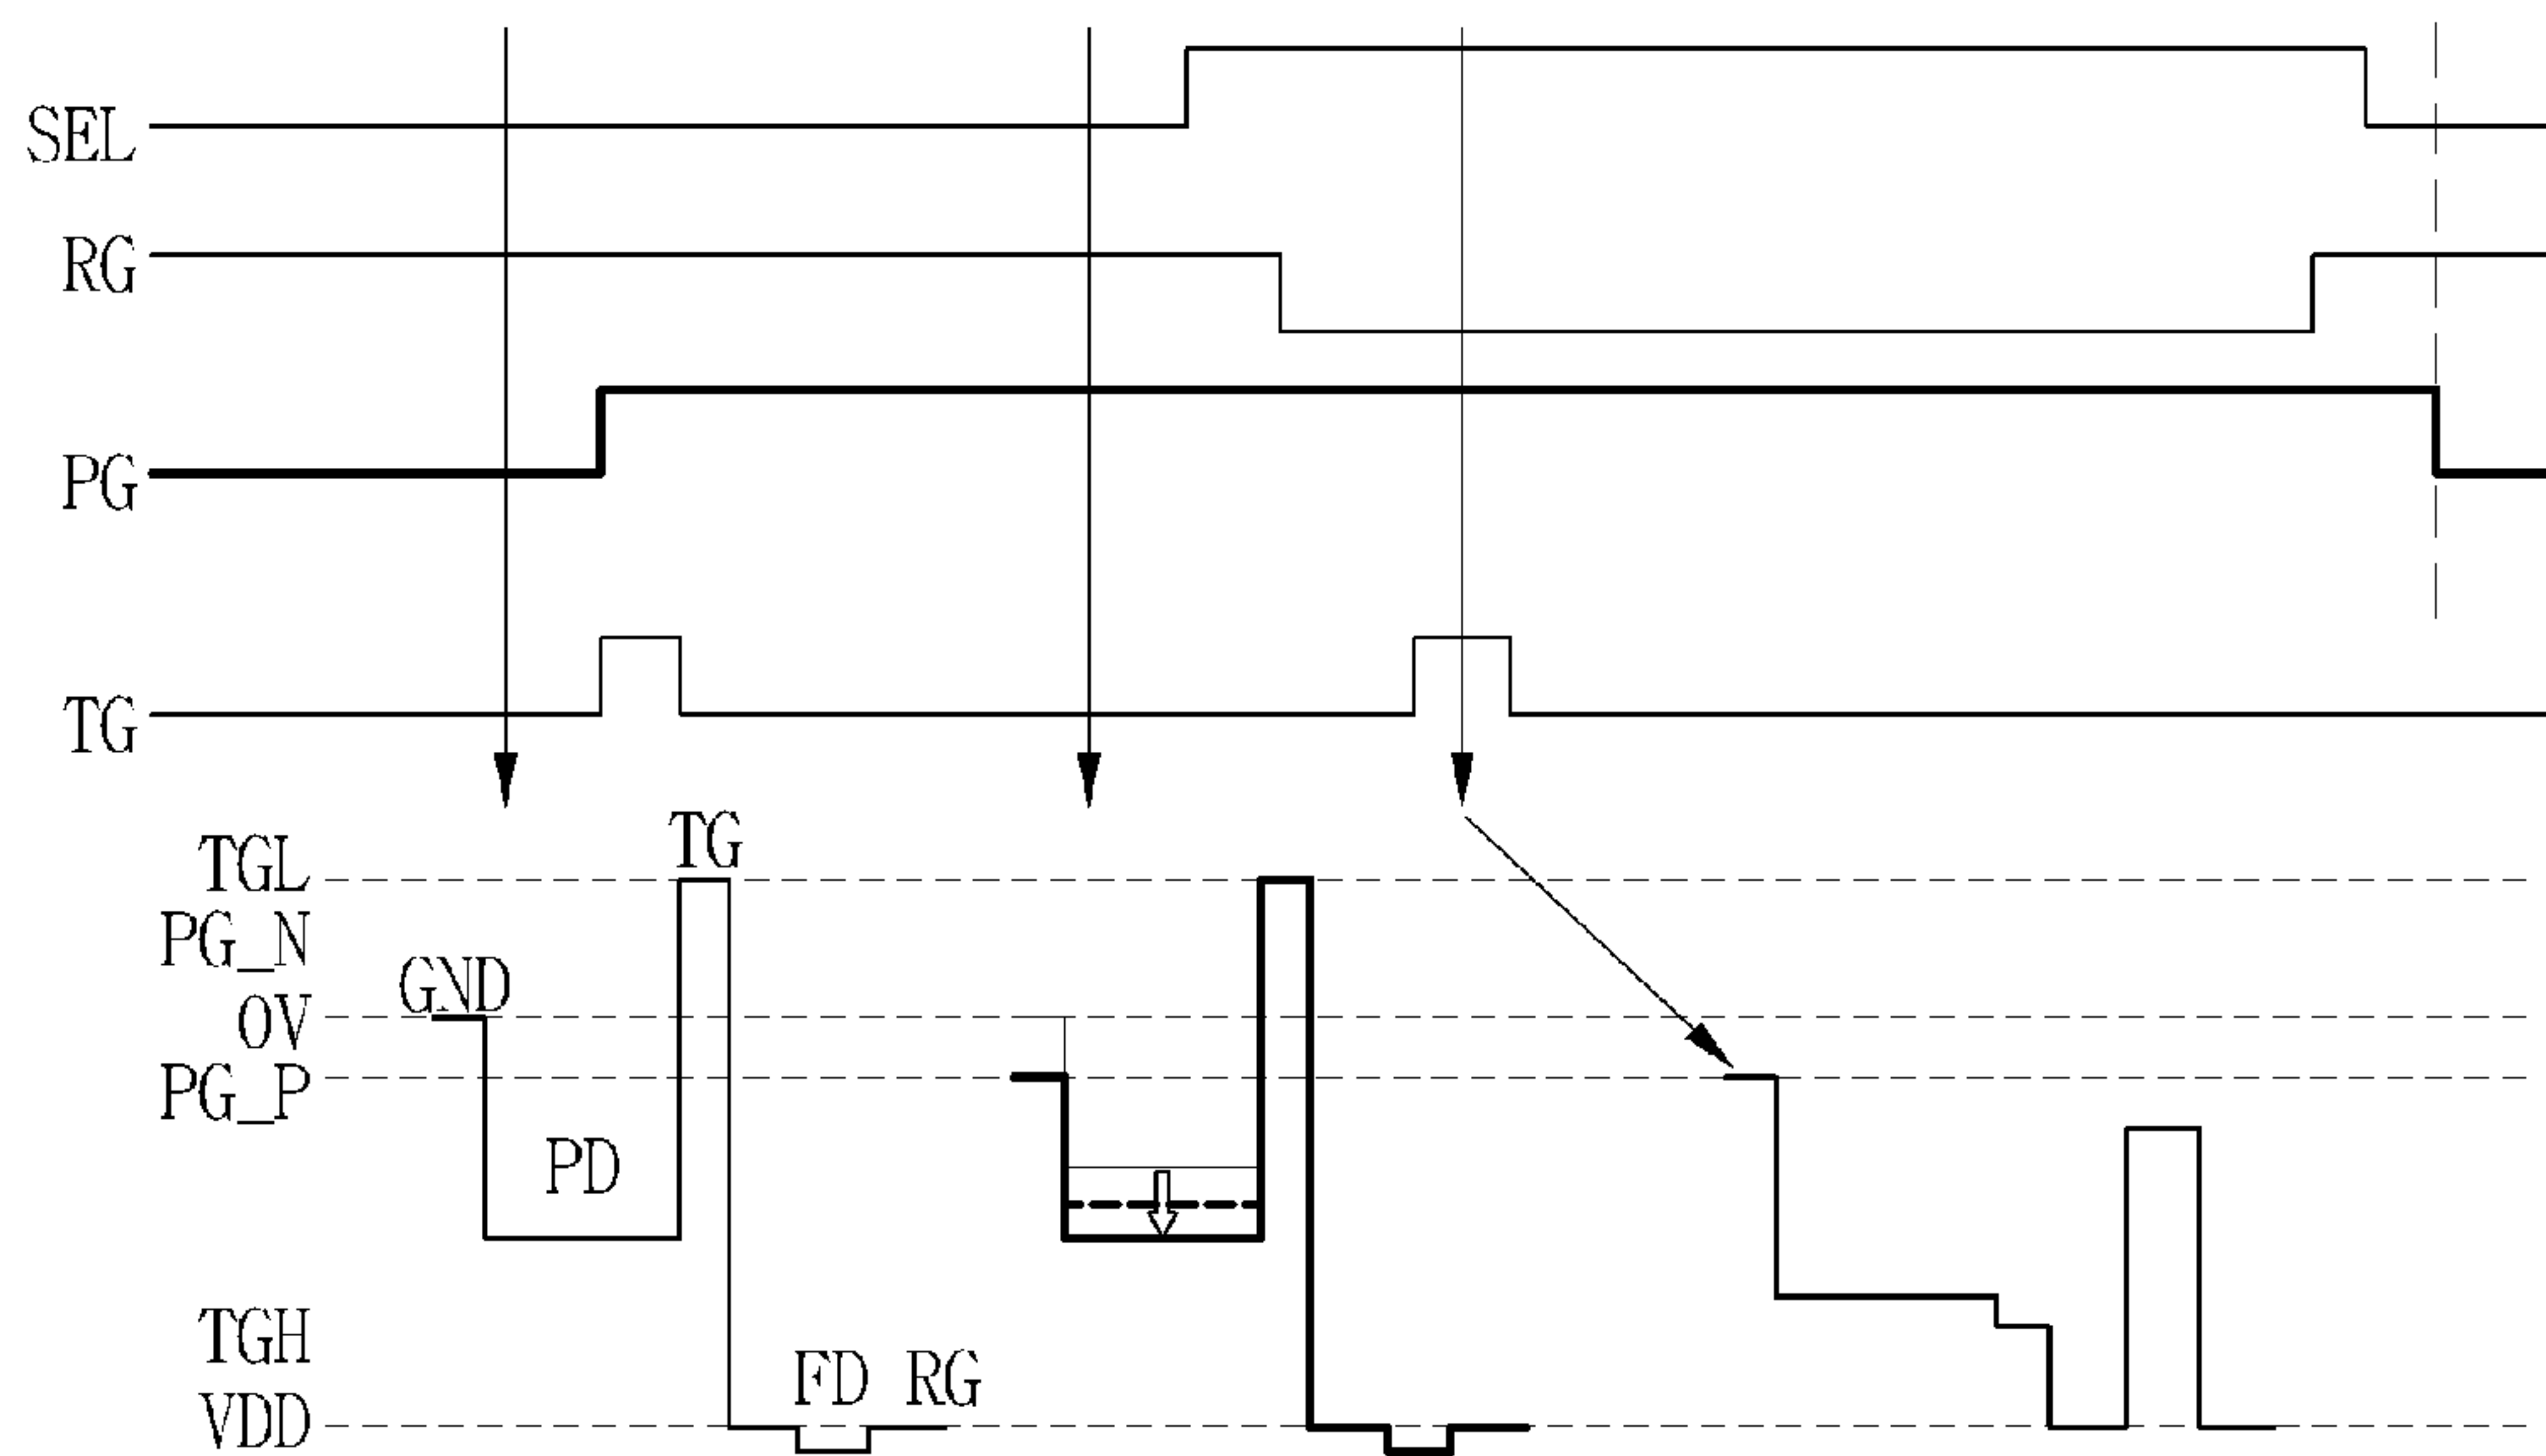 SEL
RG
PG
TG
TG
TGL
PG_N
GND
0V
PG_P
PD
TGH
FD RG
VDD